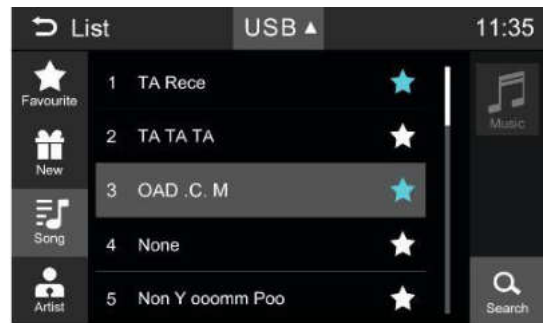 List
USB
11:35
Favourite
New
Song
Artist
1 TA Rece
2 TA TA TA
3 OAD .C. M
4 None
5 Non Y ooomm Poo
Music
Search